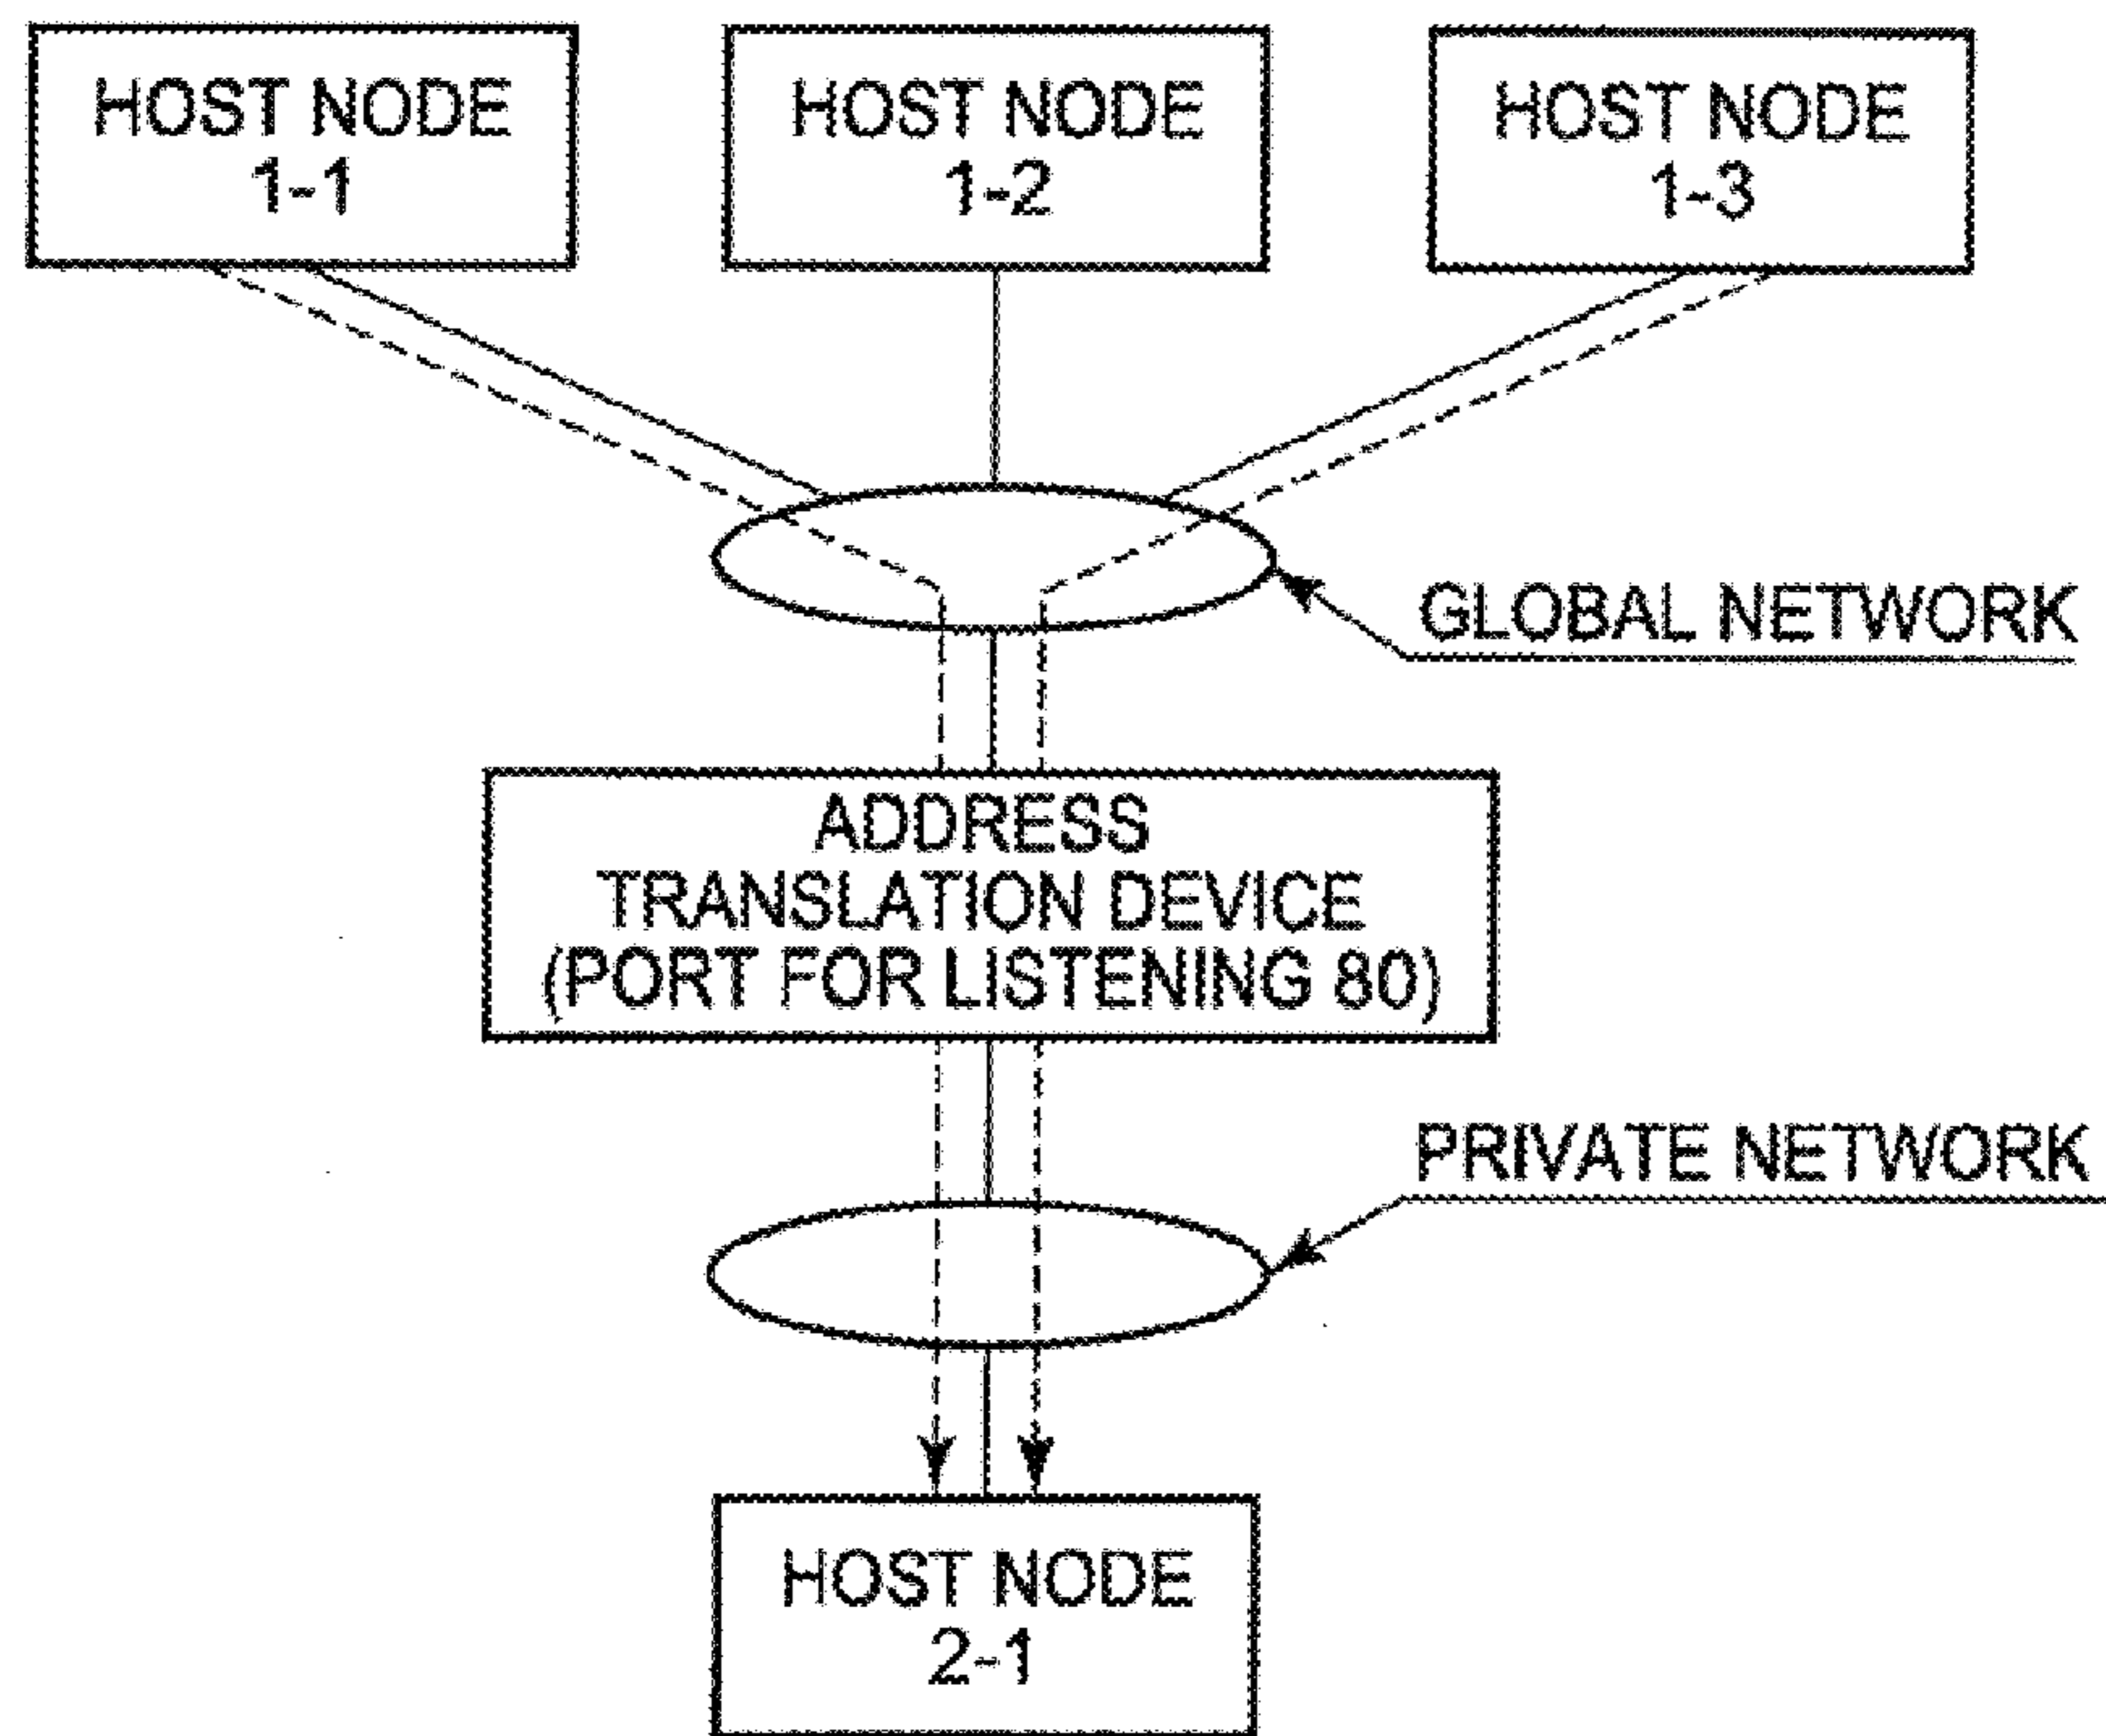 HOST NODE
1-1
HOST NODE
1-2
HOST NODE
1-3
GLOBAL NETWORK
ADDRESS
TRANSLATION DEVICE
(PORT FOR LISTENING 80)
PRIVATE NETWORK
HOST NODE
2-1